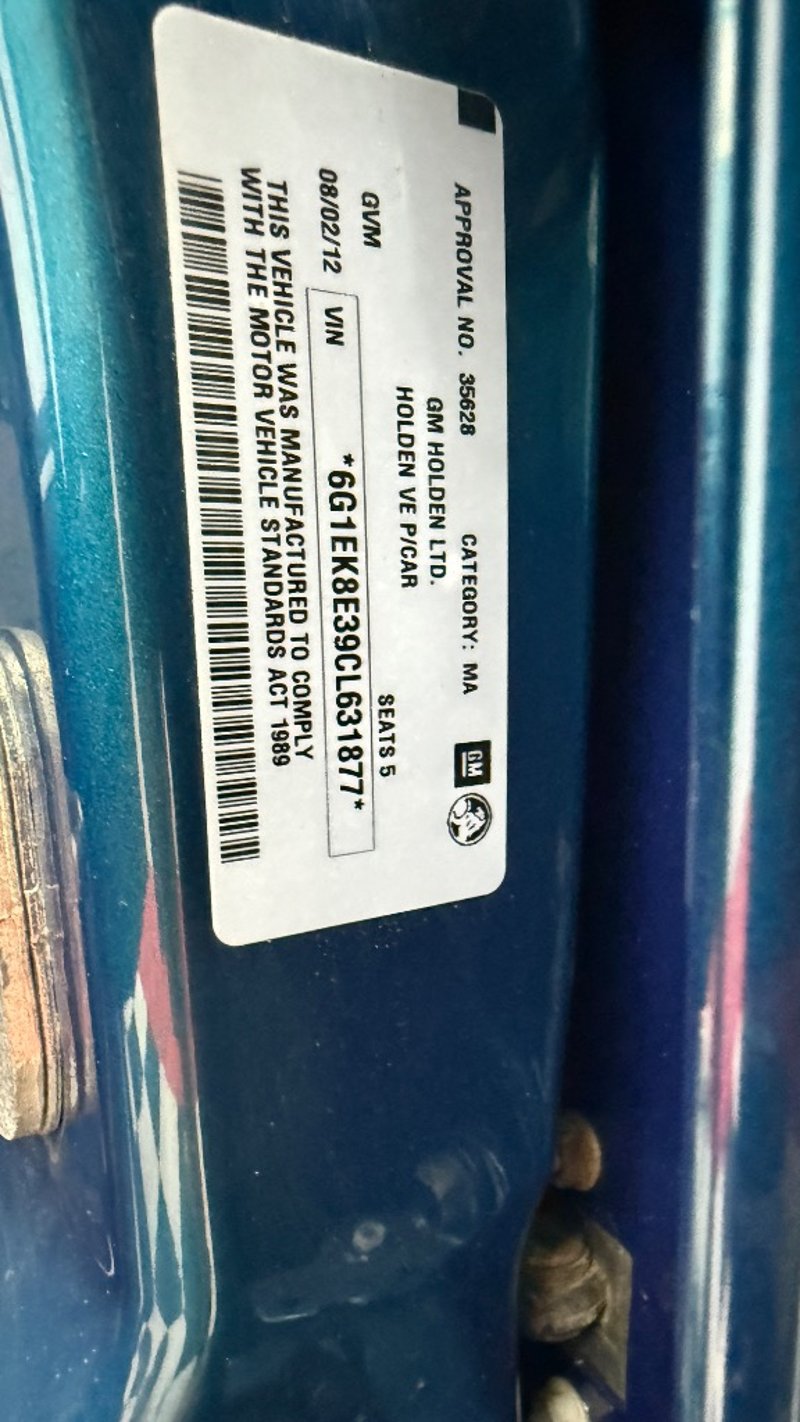 APPROVAL NO. 35628 CATEGORY: MA GM
GM HOLDEN LTD.
HOLDEN VE P/CAR
GVM SEATS 5
08/02/12 VIN *6G1EK8E39CL631877*
THIS VEHICLE WAS MANUFACTURED TO COMPLY
WITH THE MOTOR VEHICLE STANDARDS ACT 1989